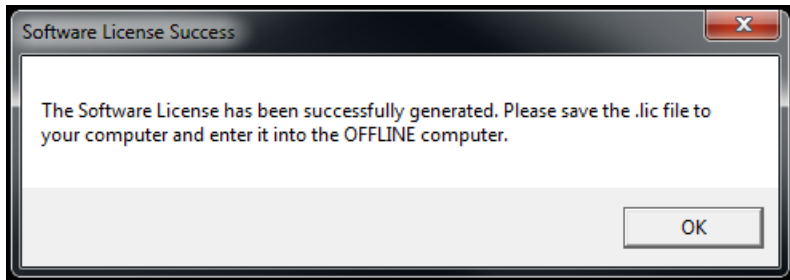 Software License Success
The Software License has been successfully generated. Please save the .lic file to
your computer and enter it into the OFFLINE computer.
OK